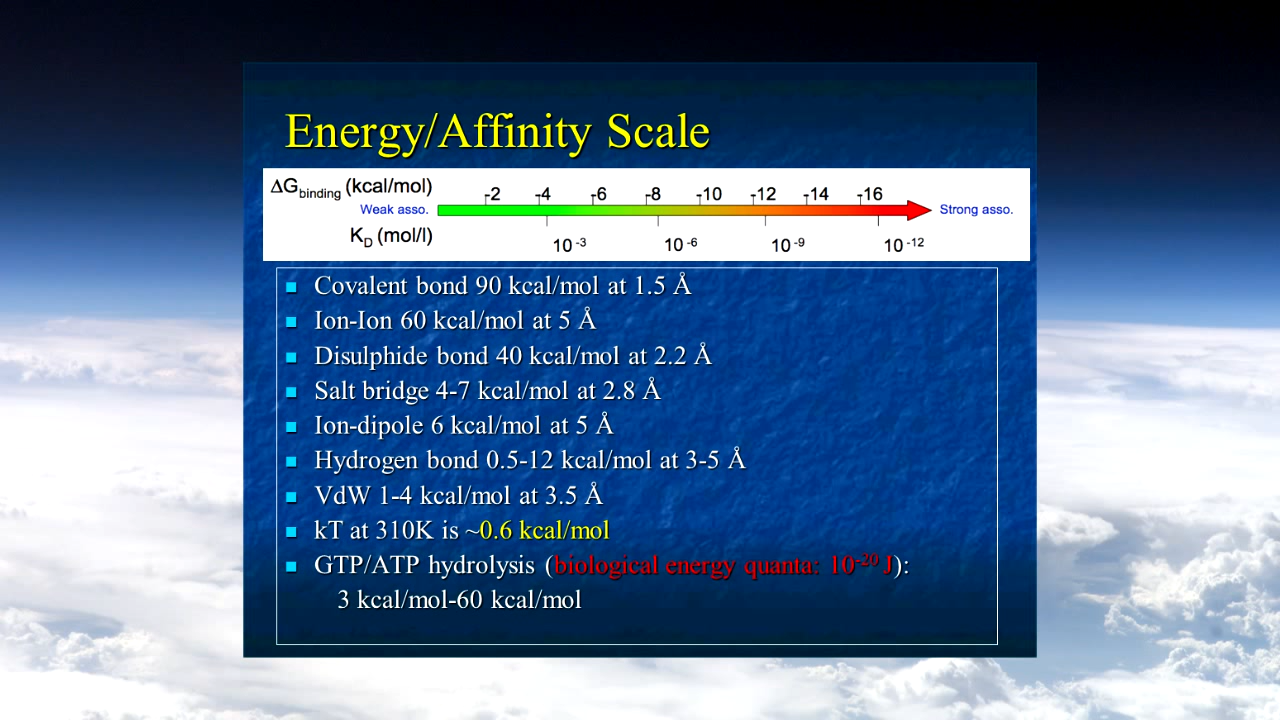 Energy/Affinity Scale
ΔGbinding (kcal/mol)
-2 -4 -6 -8 -10 -12 -14 -16
Weak asso.
Strong asso.
KD (mol/l)
10 -3 10 -6 10 -9 10 -12
Covalent bond 90 kcal/mol at 1.5 Å
Ion-Ion 60 kcal/mol at 5 Å
Disulphide bond 40 kcal/mol at 2.2 Å
Salt bridge 4-7 kcal/mol at 2.8 Å
Ion-dipole 6 kcal/mol at 5 Å
Hydrogen bond 0.5-12 kcal/mol at 3-5 Å
VdW 1-4 kcal/mol at 3.5 Å
kT at 310K is ~0.6 kcal/mol
GTP/ATP hydrolysis (biological energy quanta: 10-20 J):
3 kcal/mol-60 kcal/mol